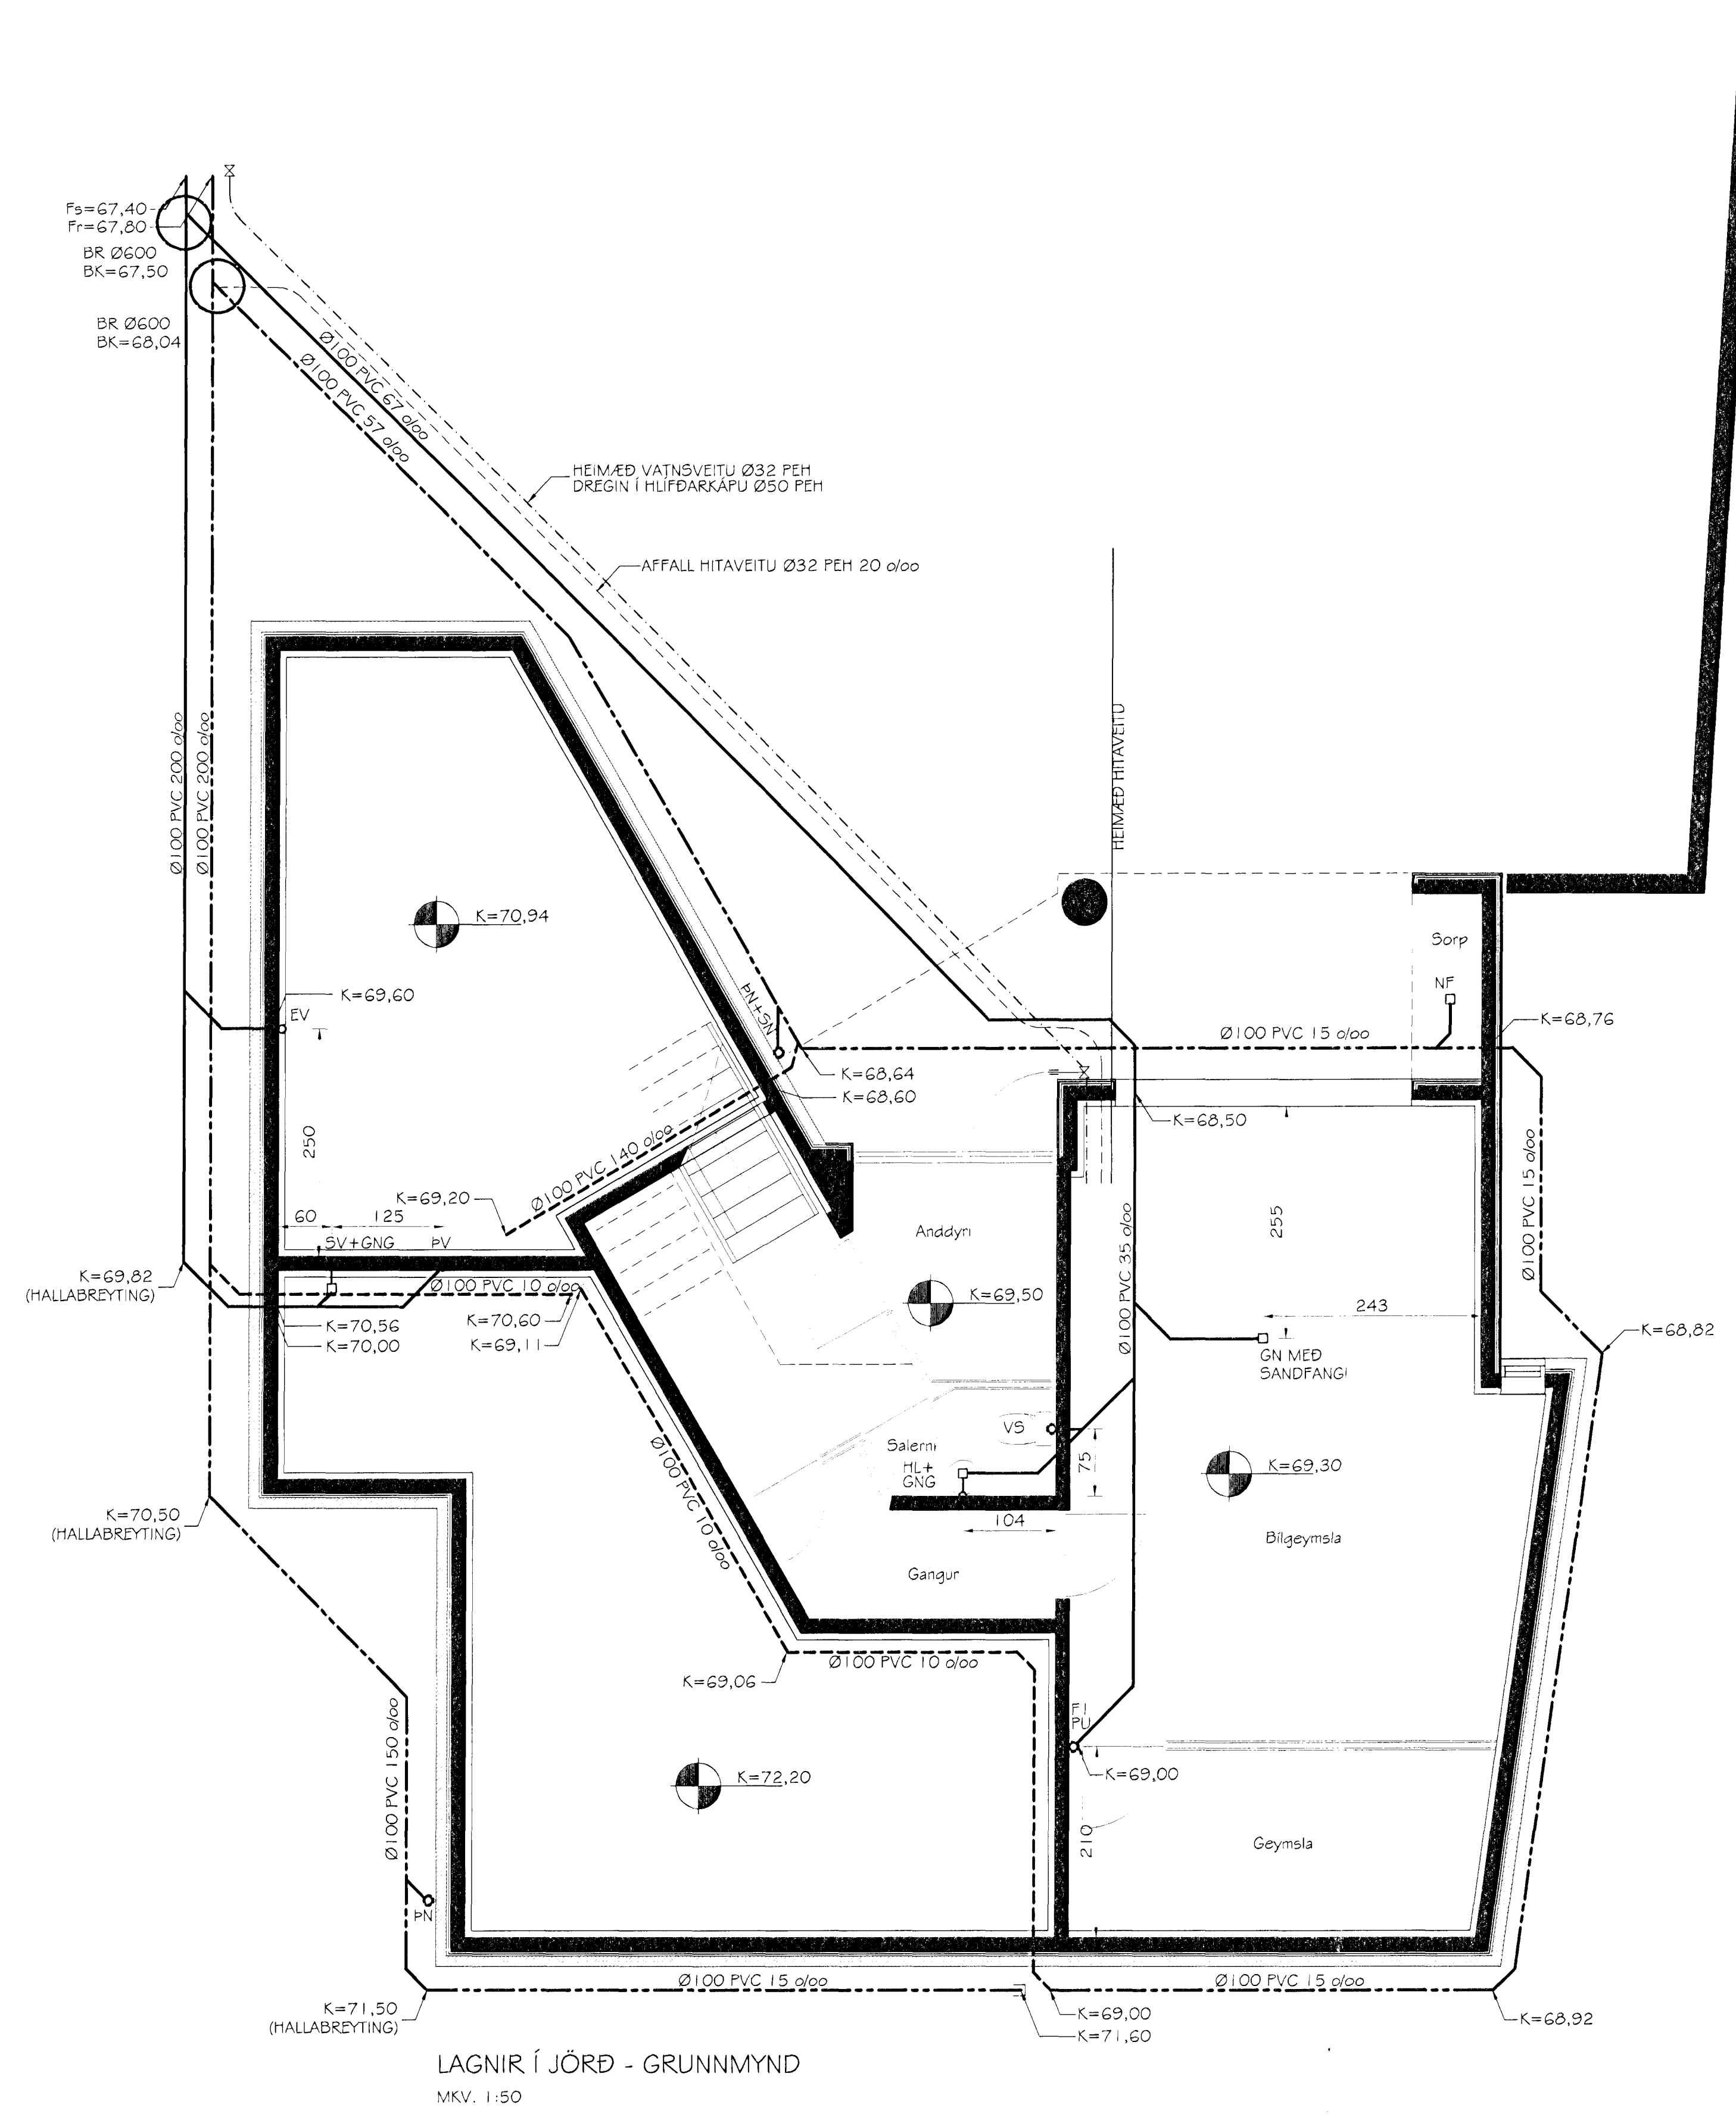 Fs=67,40
Fr=67,80
BR Ø600
BK=67,50
BR Ø600
BK=68,04
Ø100 PVC 67 o/oo
Ø100 PVC 57 o/oo
HEIMÆÐ VATNSVEITU Ø32 PEH
DREGIN Í HLÍFÐARKÁPU Ø50 PEH
AFFALL HITAVEITU Ø32 PEH 20 o/oo
Ø100 PVC 200 o/oo
Ø100 PVC 200 o/oo
HEIMÆÐ HITAVEITU
K=70,94
Sorp
NF
K=69,60
EV
ÞN+SN
Ø100 PVC 15 o/oo
K=68,76
K=68,64
K=68,60
K=68,50
250
Ø100 PVC 140 o/oo
Ø100 PVC 15 o/oo
K=69,20
60
125
SV+GNG
ÞV
Anddyri
255
Ø100 PVC 35 o/oo
K=69,82
(HALLABREYTING)
Ø100 PVC 10 o/oo
K=69,50
243
K=70,56
K=70,00
K=70,60
K=69,11
K=68,82
GN MEÐ
SANDFANGI
VS
Salerni
HL+
GNG
75
K=69,30
Ø100 PVC 10 o/oo
K=70,50
(HALLABREYTING)
104
Bílgeymsla
Gangur
Ø100 PVC 10 o/oo
K=69,06
FI
PU
K=72,20
K=69,00
Ø100 PVC 150 o/oo
210
Geymsla
ÞN
Ø100 PVC 15 o/oo
Ø100 PVC 15 o/oo
K=71,50
(HALLABREYTING)
K=69,00
K=71,60
K=68,92
LAGNIR Í JÖRÐ - GRUNNMYND
MKV. 1:50